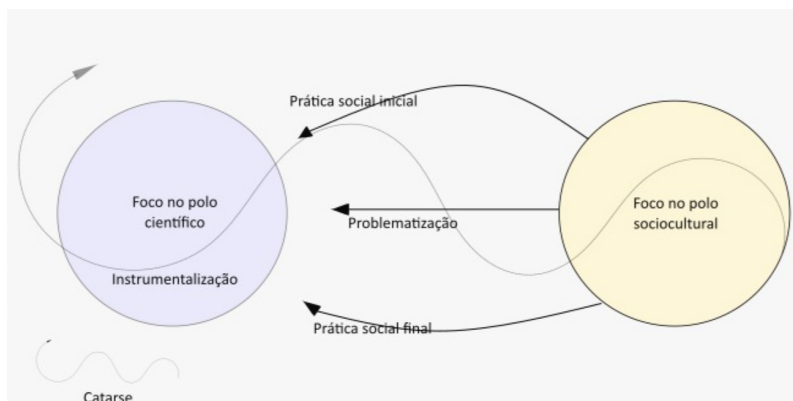 Prática social inicial
Foco no polo
científico
Foco no polo
sociocultural
Problematização
Instrumentalização
Prática social final
Catarse